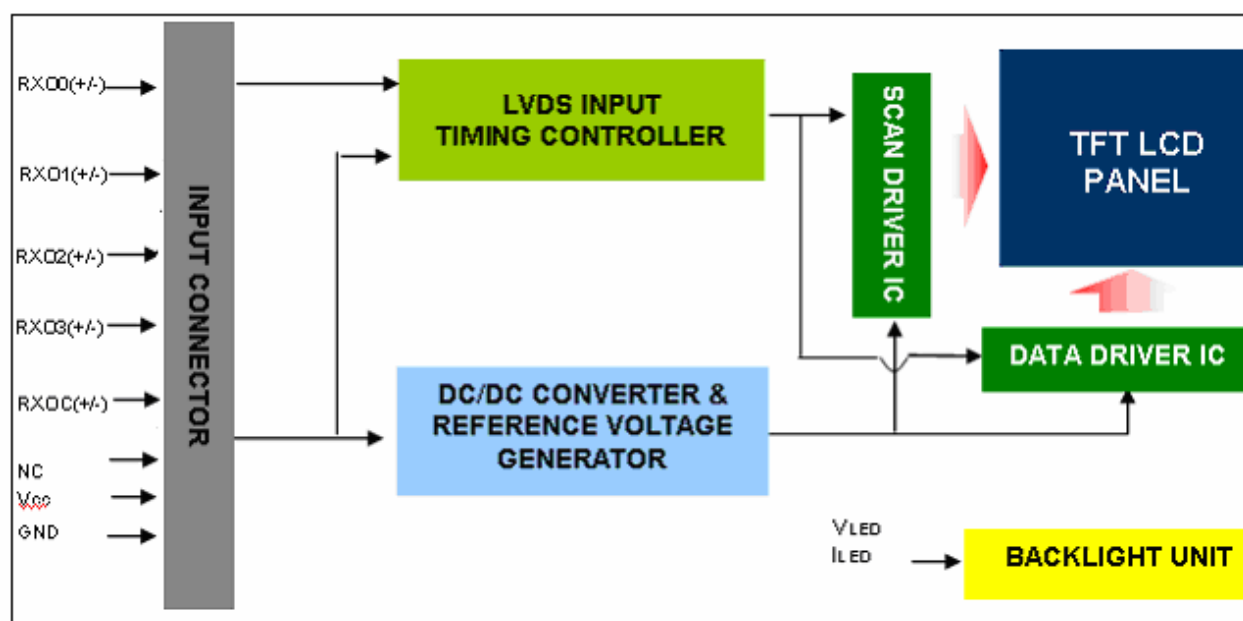 RXO0(+/-)
RXO1(+/-)
RXO2(+/-)
RXO3(+/-)
RXOC(+/-)
NC
Vcc
GND
INPUT CONNECTOR
LVDS INPUT
TIMING CONTROLLER
DC/DC CONVERTER &
REFERENCE VOLTAGE
GENERATOR
SCAN DRIVER IC
TFT LCD
PANEL
DATA DRIVER IC
VLED
ILED
BACKLIGHT UNIT